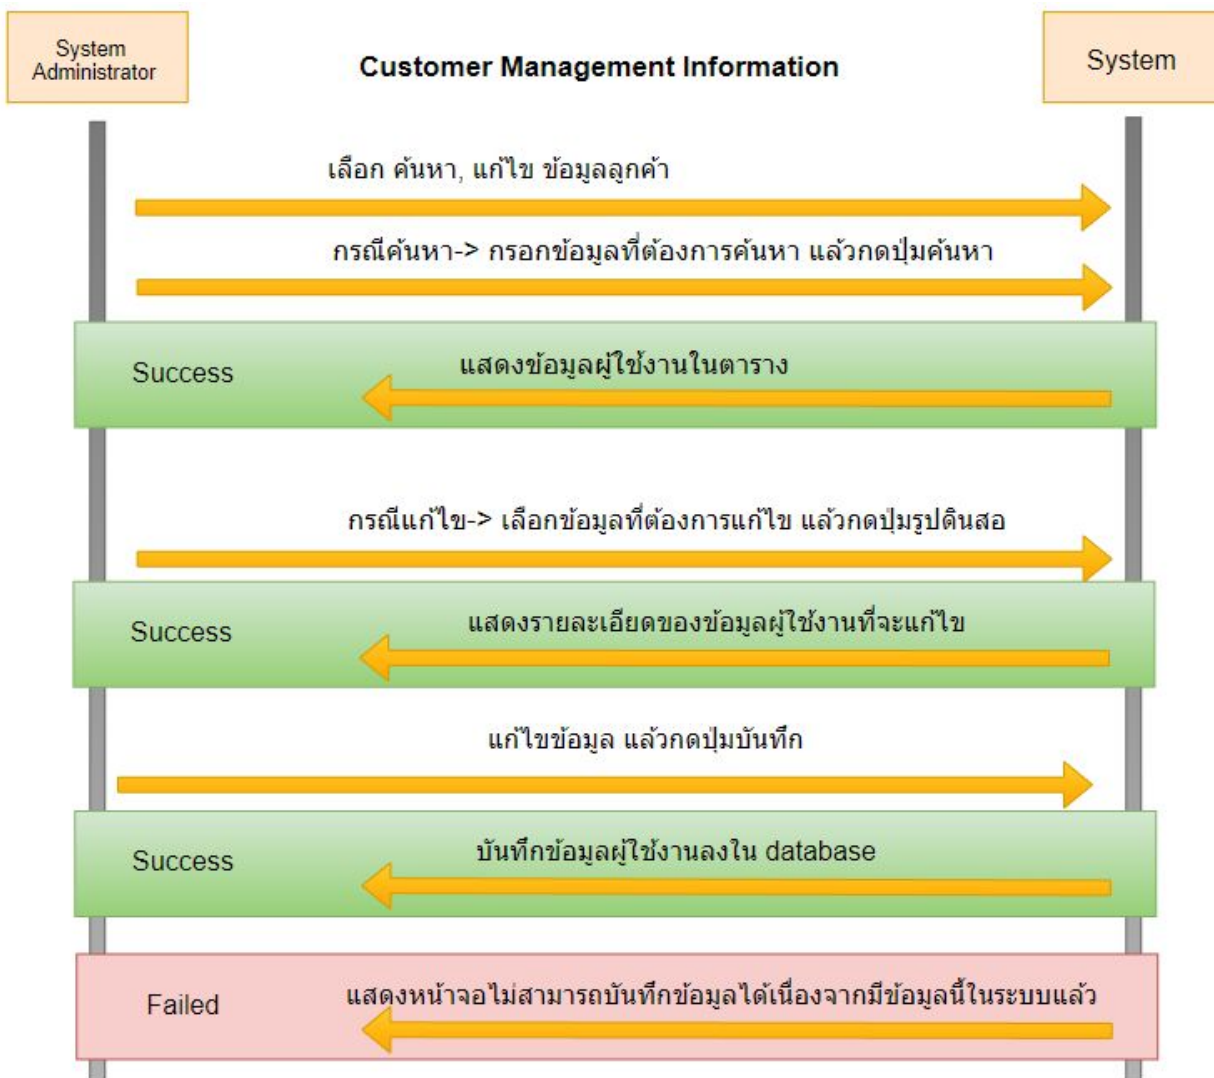 System
Administrator
Customer Management Information
System
เลือก ค้นหา, แก้ไข ข้อมูลลูกค้า
กรณีค้นหา-> กรอกข้อมูลที่ต้องการค้นหา แล้วกดปุ่มค้นหา
Success
แสดงข้อมูลผู้ใช้งานในตาราง
กรณีแก้ไข-> เลือกข้อมูลที่ต้องการแก้ไข แล้วกดปุ่มรูปดินสอ
Success
แสดงรายละเอียดของข้อมูลผู้ใช้งานที่จะแก้ไข
แก้ไขข้อมูล แล้วกดปุ่มบันทึก
Success
บันทึกข้อมูลผู้ใช้งานลงใน database
Failed
แสดงหน้าจอไม่สามารถบันทึกข้อมูลได้เนื่องจากมีข้อมูลนี้ในระบบแล้ว